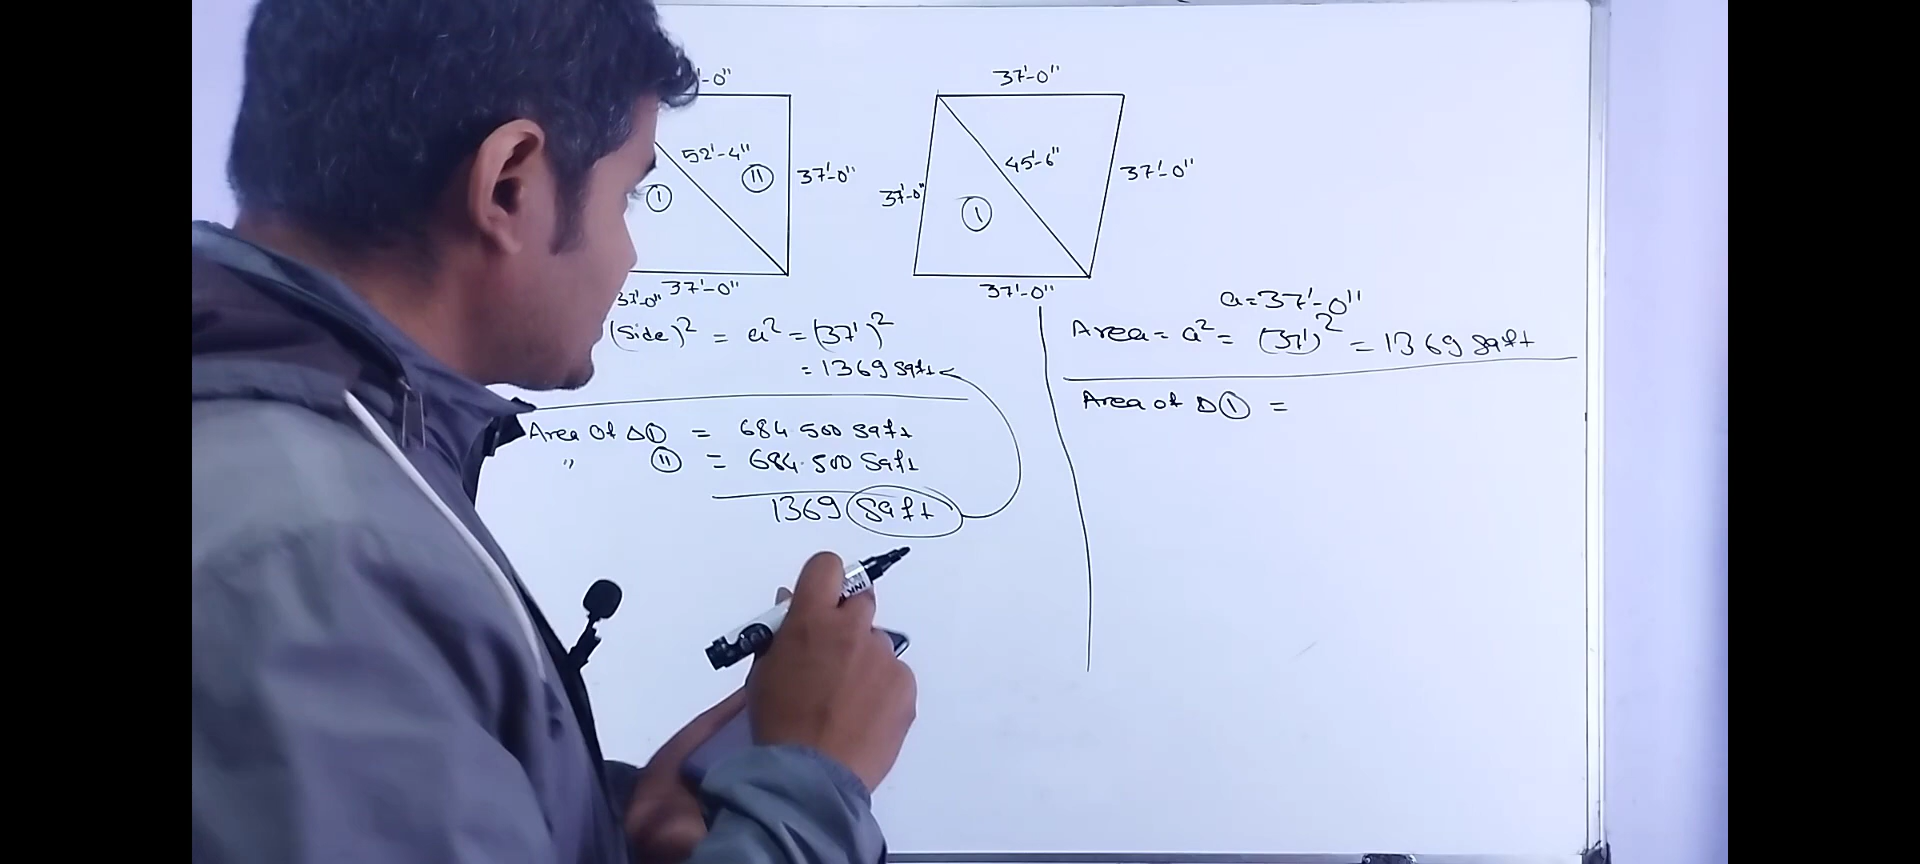 '-0"
37'-0"
52'-4"
45'-6"
11
37'-0"
37'-0"
37'-0"
1
1
37'-0"
37'-0"
37'-0"
a=37'-0"
(Side)² = a² = (37')²
Area = a² = (37')² = 1369 sqft
= 1369 sqft
Area of Δ① =
Area of Δ① = 684.500 sqft
" ⑪ = 684.500 sqft
1369 sqft
INK